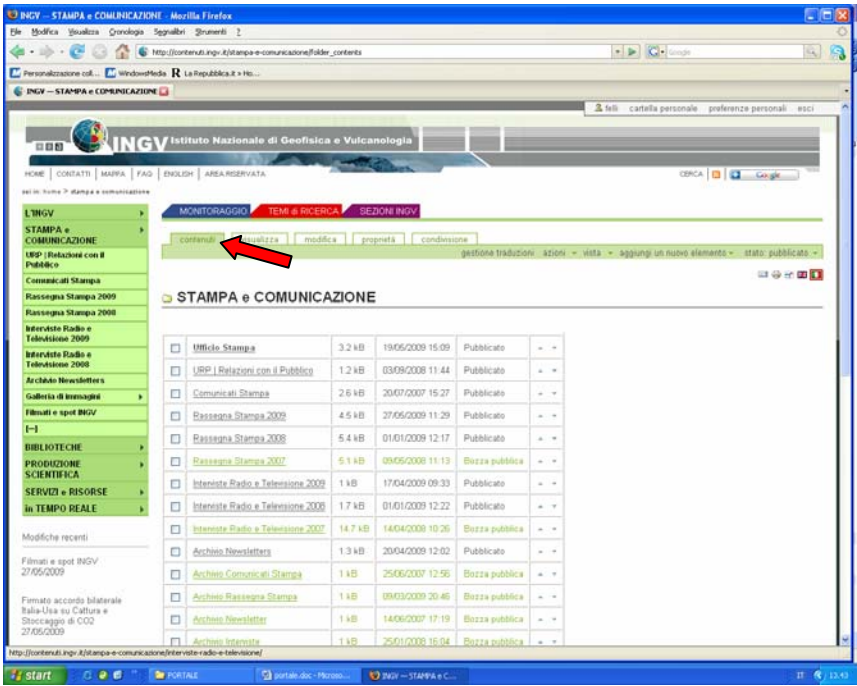 INGV — STAMPA e COMUNICAZIONE - Mozilla Firefox
File Modifica Visualizza Cronologia Segnalibri Strumenti ?
http://contenuti.ingv.it/stampa-e-comunicazione/folder_contents
Google
Personalizzazione coll... WindowsMedia La Repubblica.it » Ho...
INGV — STAMPA e COMUNICAZIONE
felli cartella personale preferenze personali esci
INGV Istituto Nazionale di Geofisica e Vulcanologia
HOME CONTATTI MAPPA FAQ ENGLISH AREA RISERVATA CERCA Google
sei in: home > stampa e comunicazione
L'INGV
STAMPA e
COMUNICAZIONE
URP | Relazioni con il
Pubblico
Comunicati Stampa
Rassegna Stampa 2009
Rassegna Stampa 2008
Interviste Radio e
Televisione 2009
Interviste Radio e
Televisione 2008
Archivio Newsletters
Galleria di immagini
Filmati e spot INGV
[--]
BIBLIOTECHE
PRODUZIONE
SCIENTIFICA
SERVIZI e RISORSE
in TEMPO REALE
Modifiche recenti
Filmati e spot INGV
27/05/2009
Firmato accordo bilaterale
Italia-Usa su Cattura e
Stoccaggio di CO2
27/05/2009
MONITORAGGIO TEMI di RICERCA SEZIONI INGV
contenuti visualizza modifica proprietà condivisione
gestione traduzioni azioni vista aggiungi un nuovo elemento stato: pubblicato
STAMPA e COMUNICAZIONE
Ufficio Stampa 3.2 kB 19/05/2009 15:09 Pubblicato
URP | Relazioni con il Pubblico 1.2 kB 03/09/2008 11:44 Pubblicato
Comunicati Stampa 2.6 kB 20/07/2007 15:27 Pubblicato
Rassegna Stampa 2009 4.5 kB 27/05/2009 11:29 Pubblicato
Rassegna Stampa 2008 5.4 kB 01/01/2009 12:17 Pubblicato
Rassegna Stampa 2007 5.1 kB 09/05/2008 11:13 Bozza pubblica
Interviste Radio e Televisione 2009 1 kB 17/04/2009 09:33 Pubblicato
Interviste Radio e Televisione 2008 1.7 kB 01/01/2009 12:22 Pubblicato
Interviste Radio e Televisione 2007 14.7 kB 14/04/2008 10:26 Bozza pubblica
Archivio Newsletters 1.3 kB 20/04/2009 12:02 Pubblicato
Archivio Comunicati Stampa 1 kB 25/06/2007 12:56 Bozza pubblica
Archivio Rassegna Stampa 1 kB 09/03/2009 20:46 Bozza pubblica
Archivio Newsletter 1 kB 14/06/2007 17:19 Bozza pubblica
Archivio Interviste 1 kB 25/01/2008 16:04 Bozza pubblica
http://contenuti.ingv.it/stampa-e-comunicazione/interviste-radio-e-televisione/
start PORTALE portale.doc - Microso... INGV — STAMPA e C... IT 13.43